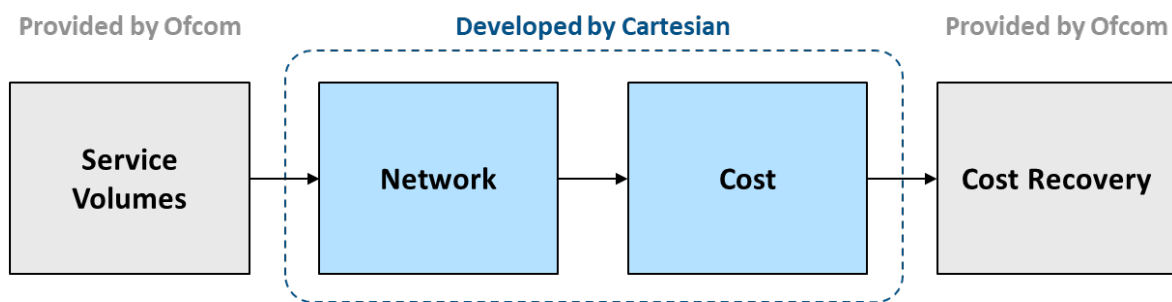 Provided by Ofcom
Developed by Cartesian
Provided by Ofcom
Service
Volumes
Network
Cost
Cost Recovery